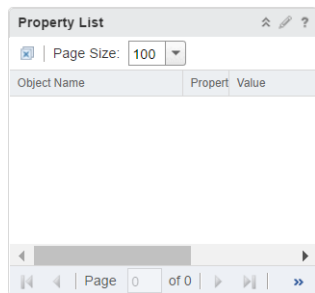 Property List ?
Page Size: 100
Object Name Propert Value
Page 0 of 0 »